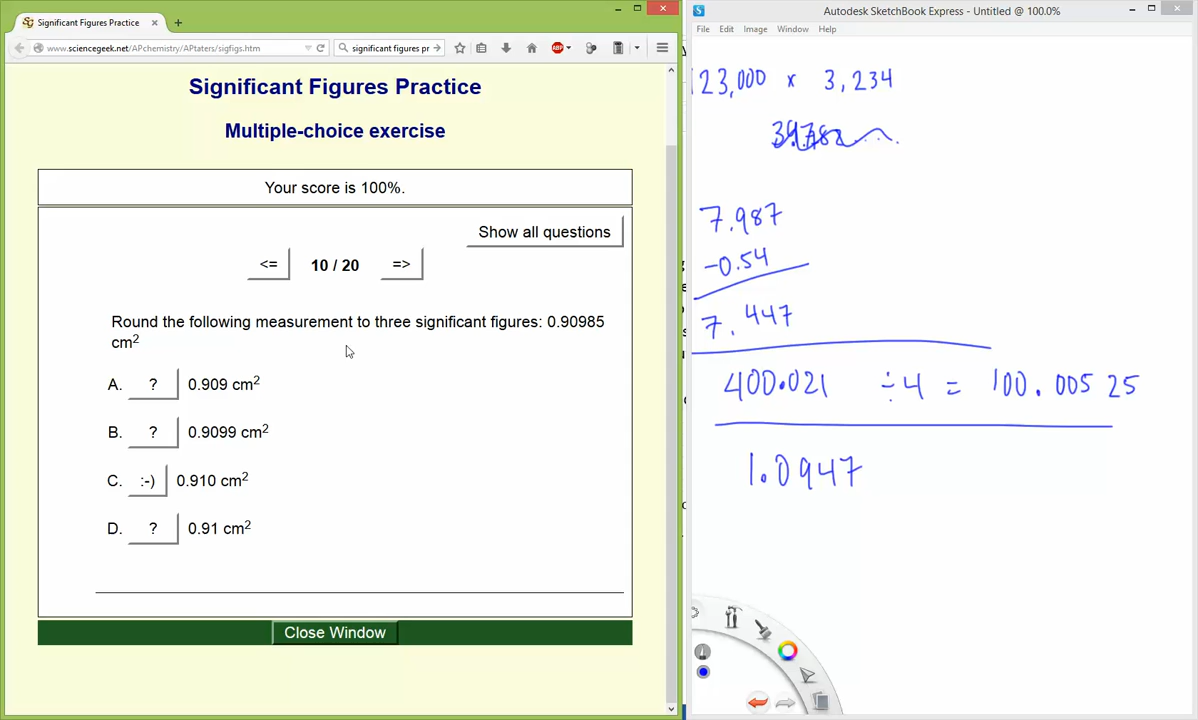 Significant Figures Practice
www.sciencegeek.net/APchemistry/APtaters/sigfigs.htm
significant figures pr
ABP
Significant Figures Practice
Multiple-choice exercise
Your score is 100%.
Show all questions
<= 10 / 20 =>
Round the following measurement to three significant figures: 0.90985
cm2
A. ? 0.909 cm2
B. ? 0.9099 cm2
C. :-) 0.910 cm2
D. ? 0.91 cm2
Close Window
Autodesk SketchBook Express - Untitled @ 100.0%
File Edit Image Window Help
123,000 x 3,234
7.987
-0.54
7.447
400.021 ÷ 4 = 100.00525
1.0947